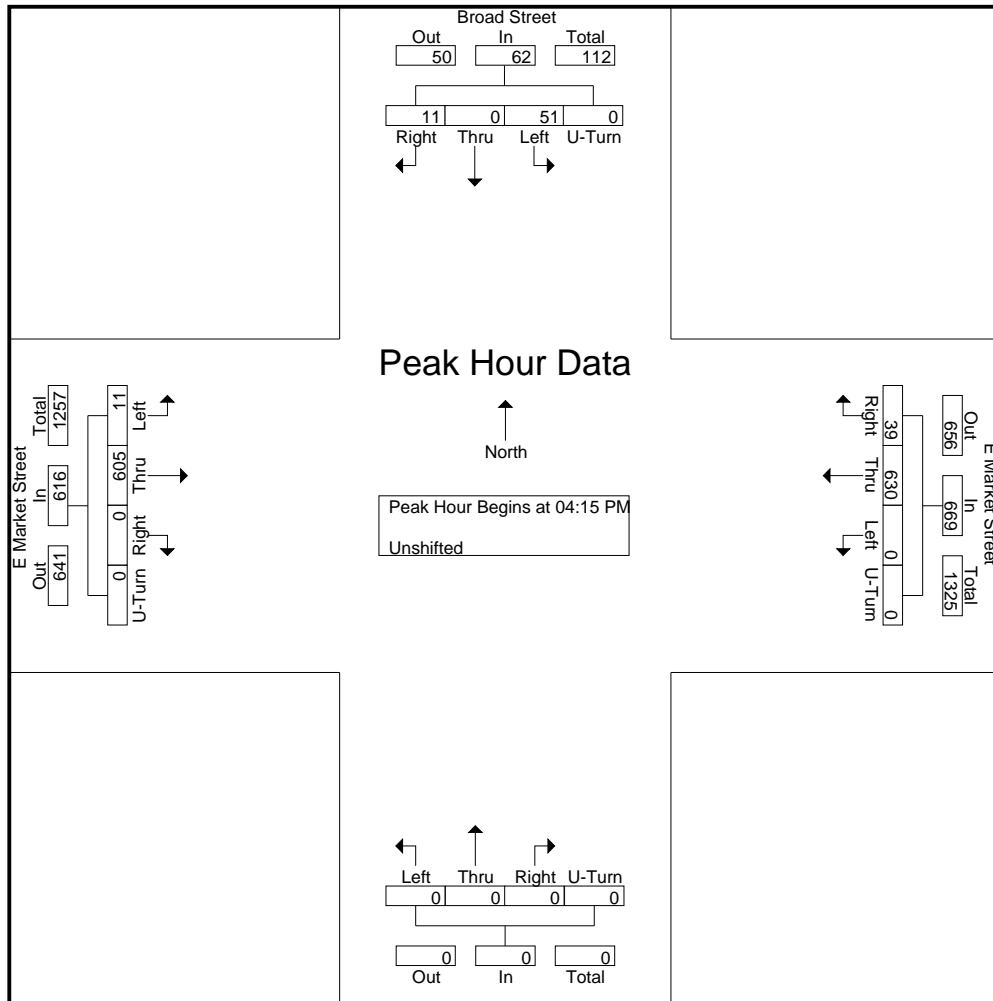 Broad Street
Out In Total
50 62 112
11 0 51 0
Right Thru Left U-Turn
Peak Hour Data
North
Peak Hour Begins at 04:15 PM
Unshifted
E Market Street
Total In Out
1257 616 641
11 605 0 0
Left Thru Right U-Turn
E Market Street
Out In Total
656 669 1325
39 630 0 0
Right Thru Left U-Turn
Left Thru Right U-Turn
0 0 0 0
0 0 0
Out In Total